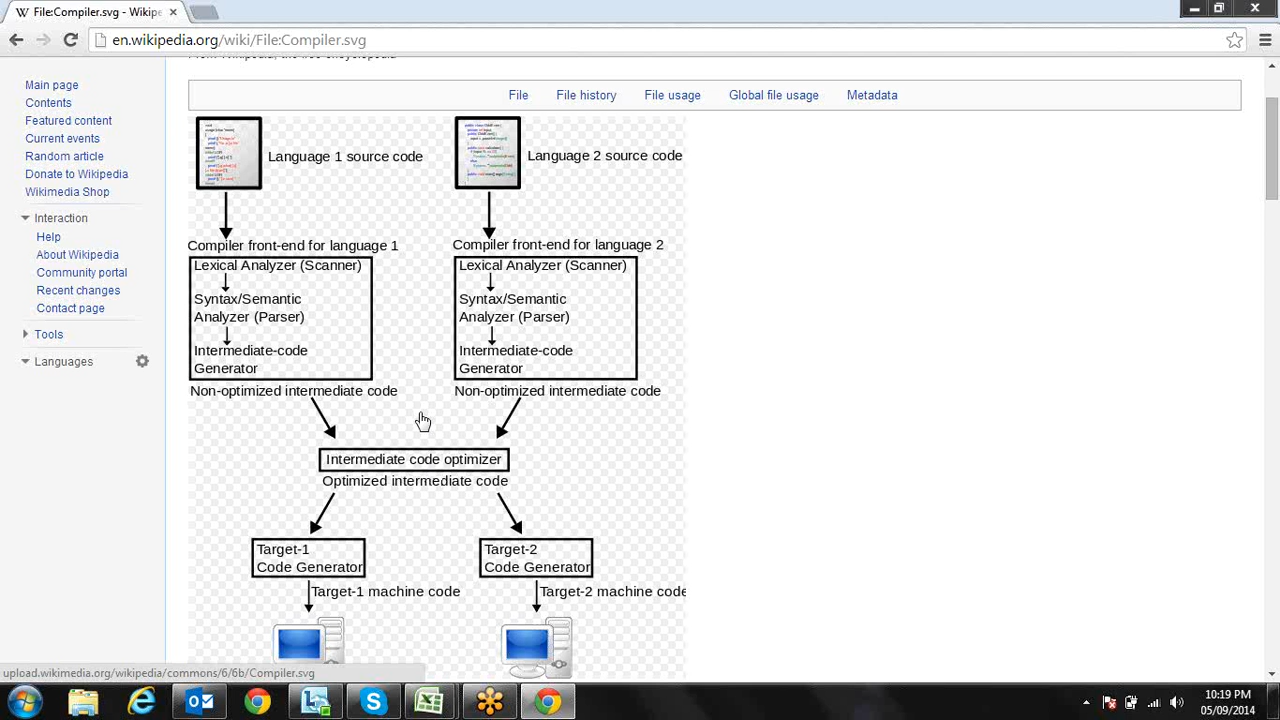 File:Compiler.svg - Wikipe
en.wikipedia.org/wiki/File:Compiler.svg
From Wikipedia, the free encyclopedia
File
File history
File usage
Global file usage
Metadata
Main page
Contents
Featured content
Current events
Random article
Donate to Wikipedia
Wikimedia Shop
Interaction
Help
About Wikipedia
Community portal
Recent changes
Contact page
Tools
Languages
Language 1 source code
Language 2 source code
Compiler front-end for language 1
Compiler front-end for language 2
Lexical Analyzer (Scanner)
Syntax/Semantic
Analyzer (Parser)
Intermediate-code
Generator
Lexical Analyzer (Scanner)
Syntax/Semantic
Analyzer (Parser)
Intermediate-code
Generator
Non-optimized intermediate code
Non-optimized intermediate code
Intermediate code optimizer
Optimized intermediate code
Target-1
Code Generator
Target-2
Code Generator
Target-1 machine code
Target-2 machine code
upload.wikimedia.org/wikipedia/commons/6/6b/Compiler.svg
10:19 PM
05/09/2014